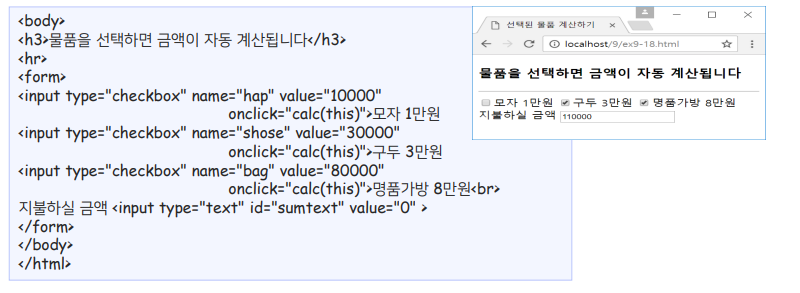 <body>
<h3>물품을 선택하면 금액이 자동 계산됩니다</h3>
<hr>
<form>
<input type="checkbox" name="hap" value="10000"
onclick="calc(this)">모자 1만원
<input type="checkbox" name="shose" value="30000"
onclick="calc(this)">구두 3만원
<input type="checkbox" name="bag" value="80000"
onclick="calc(this)">명품가방 8만원<br>
지불하실 금액 <input type="text" id="sumtext" value="0" >
</form>
</body>
</html>
선택된 물품 계산하기
localhost/9/ex9-18.html
물품을 선택하면 금액이 자동 계산됩니다
모자 1만원 구두 3만원 명품가방 8만원
지불하실 금액 110000